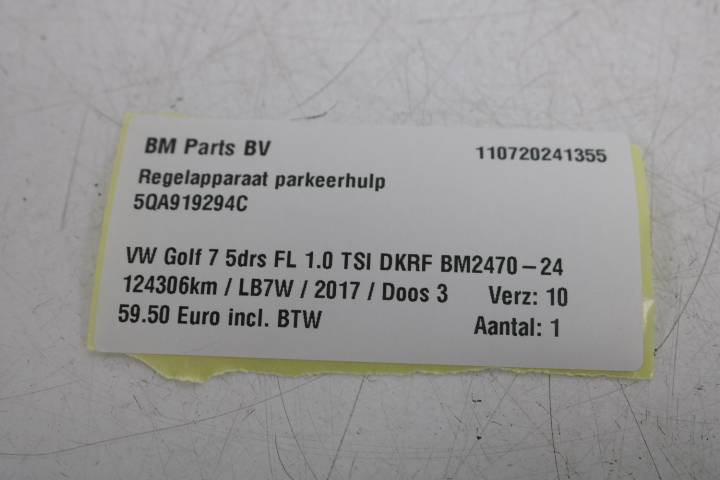 BM Parts BV 110720241355
Regelapparaat parkeerhulp
5QA919294C
VW Golf 7 5drs FL 1.0 TSI DKRF BM2470-24
124306km / LB7W / 2017 / Doos 3 Verz: 10
59.50 Euro incl. BTW Aantal: 1